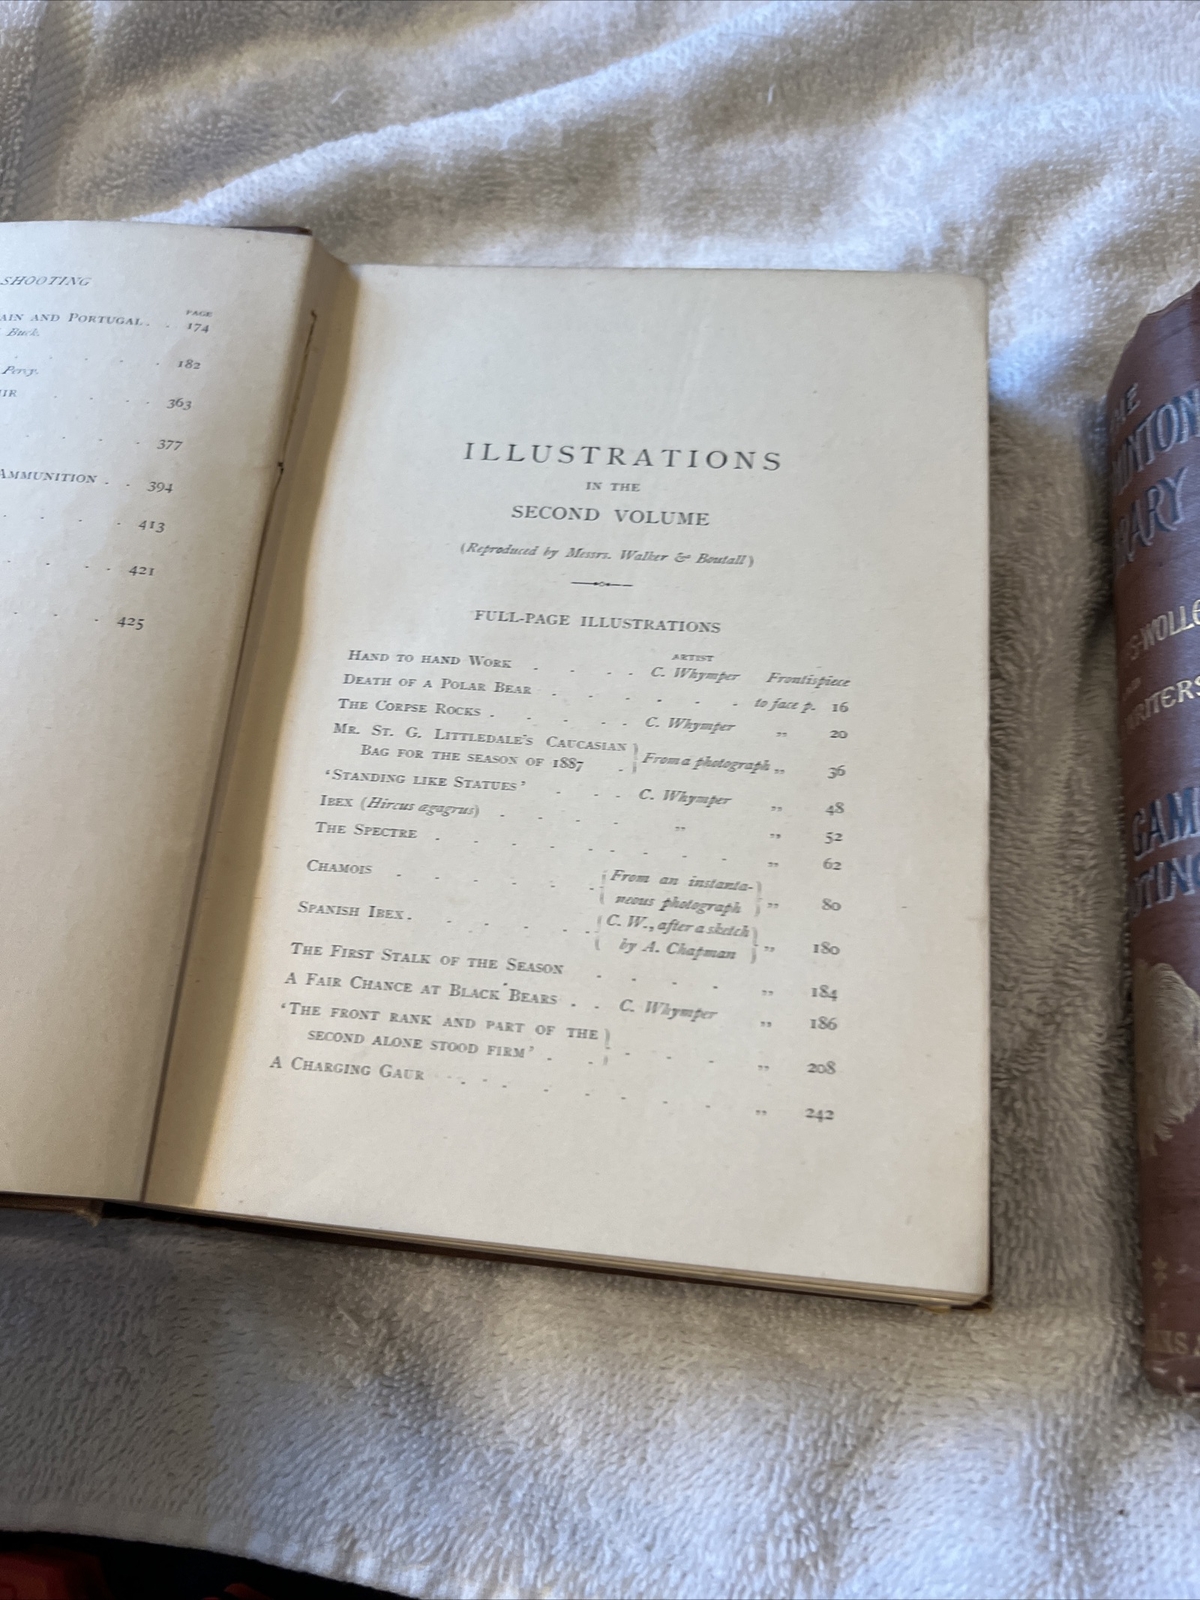 SHOOTING
PAGE
AIN AND PORTUGAL . . 174
Buck.
. . . . 182
Percy.
IR . . . . 363
. . . . 377
AMMUNITION . . 394
. . . . 413
. . . . 421
. . . . 425
ILLUSTRATIONS
IN THE
SECOND VOLUME
(Reproduced by Messrs. Walker & Boutall)
FULL-PAGE ILLUSTRATIONS
ARTIST
HAND TO HAND WORK . . . . C. Whymper Frontispiece
DEATH OF A POLAR BEAR . . . . . . to face p. 16
THE CORPSE ROCKS . . . . C. Whymper ,, 20
MR. ST. G. LITTLEDALE'S CAUCASIAN
BAG FOR THE SEASON OF 1887 . } From a photograph ,, 36
'STANDING LIKE STATUES' . . . C. Whymper ,, 48
IBEX (Hircus ægagrus) . . . . ,, ,, 52
THE SPECTRE . . . . . . . ,, 62
CHAMOIS . . . . . . { From an instanta-
neous photograph } ,, 80
SPANISH IBEX . . . . . . { C. W., after a sketch
by A. Chapman } ,, 180
THE FIRST STALK OF THE SEASON . . . . ,, 184
A FAIR CHANCE AT BLACK BEARS . . C. Whymper ,, 186
'THE FRONT RANK AND PART OF THE
SECOND ALONE STOOD FIRM' . . } . . . ,, 208
A CHARGING GAUR . . . . . . . ,, 242
MINTON
RARY
S-WOLLE
RITERS
GAM
TING